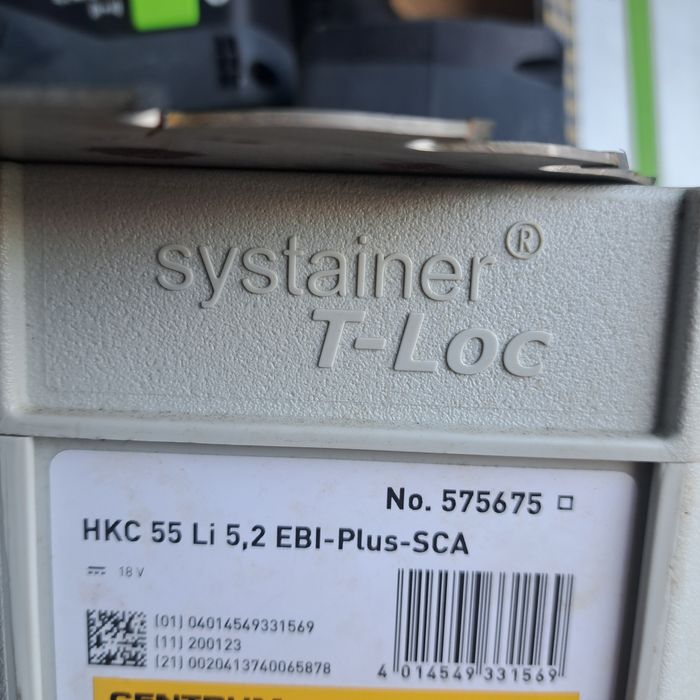 systainer®
T-Loc
No. 575675
HKC 55 Li 5,2 EBI-Plus-SCA
18 V
(01) 04014549331569
(11) 200123
(21) 0020413740065878
4 014549 331569